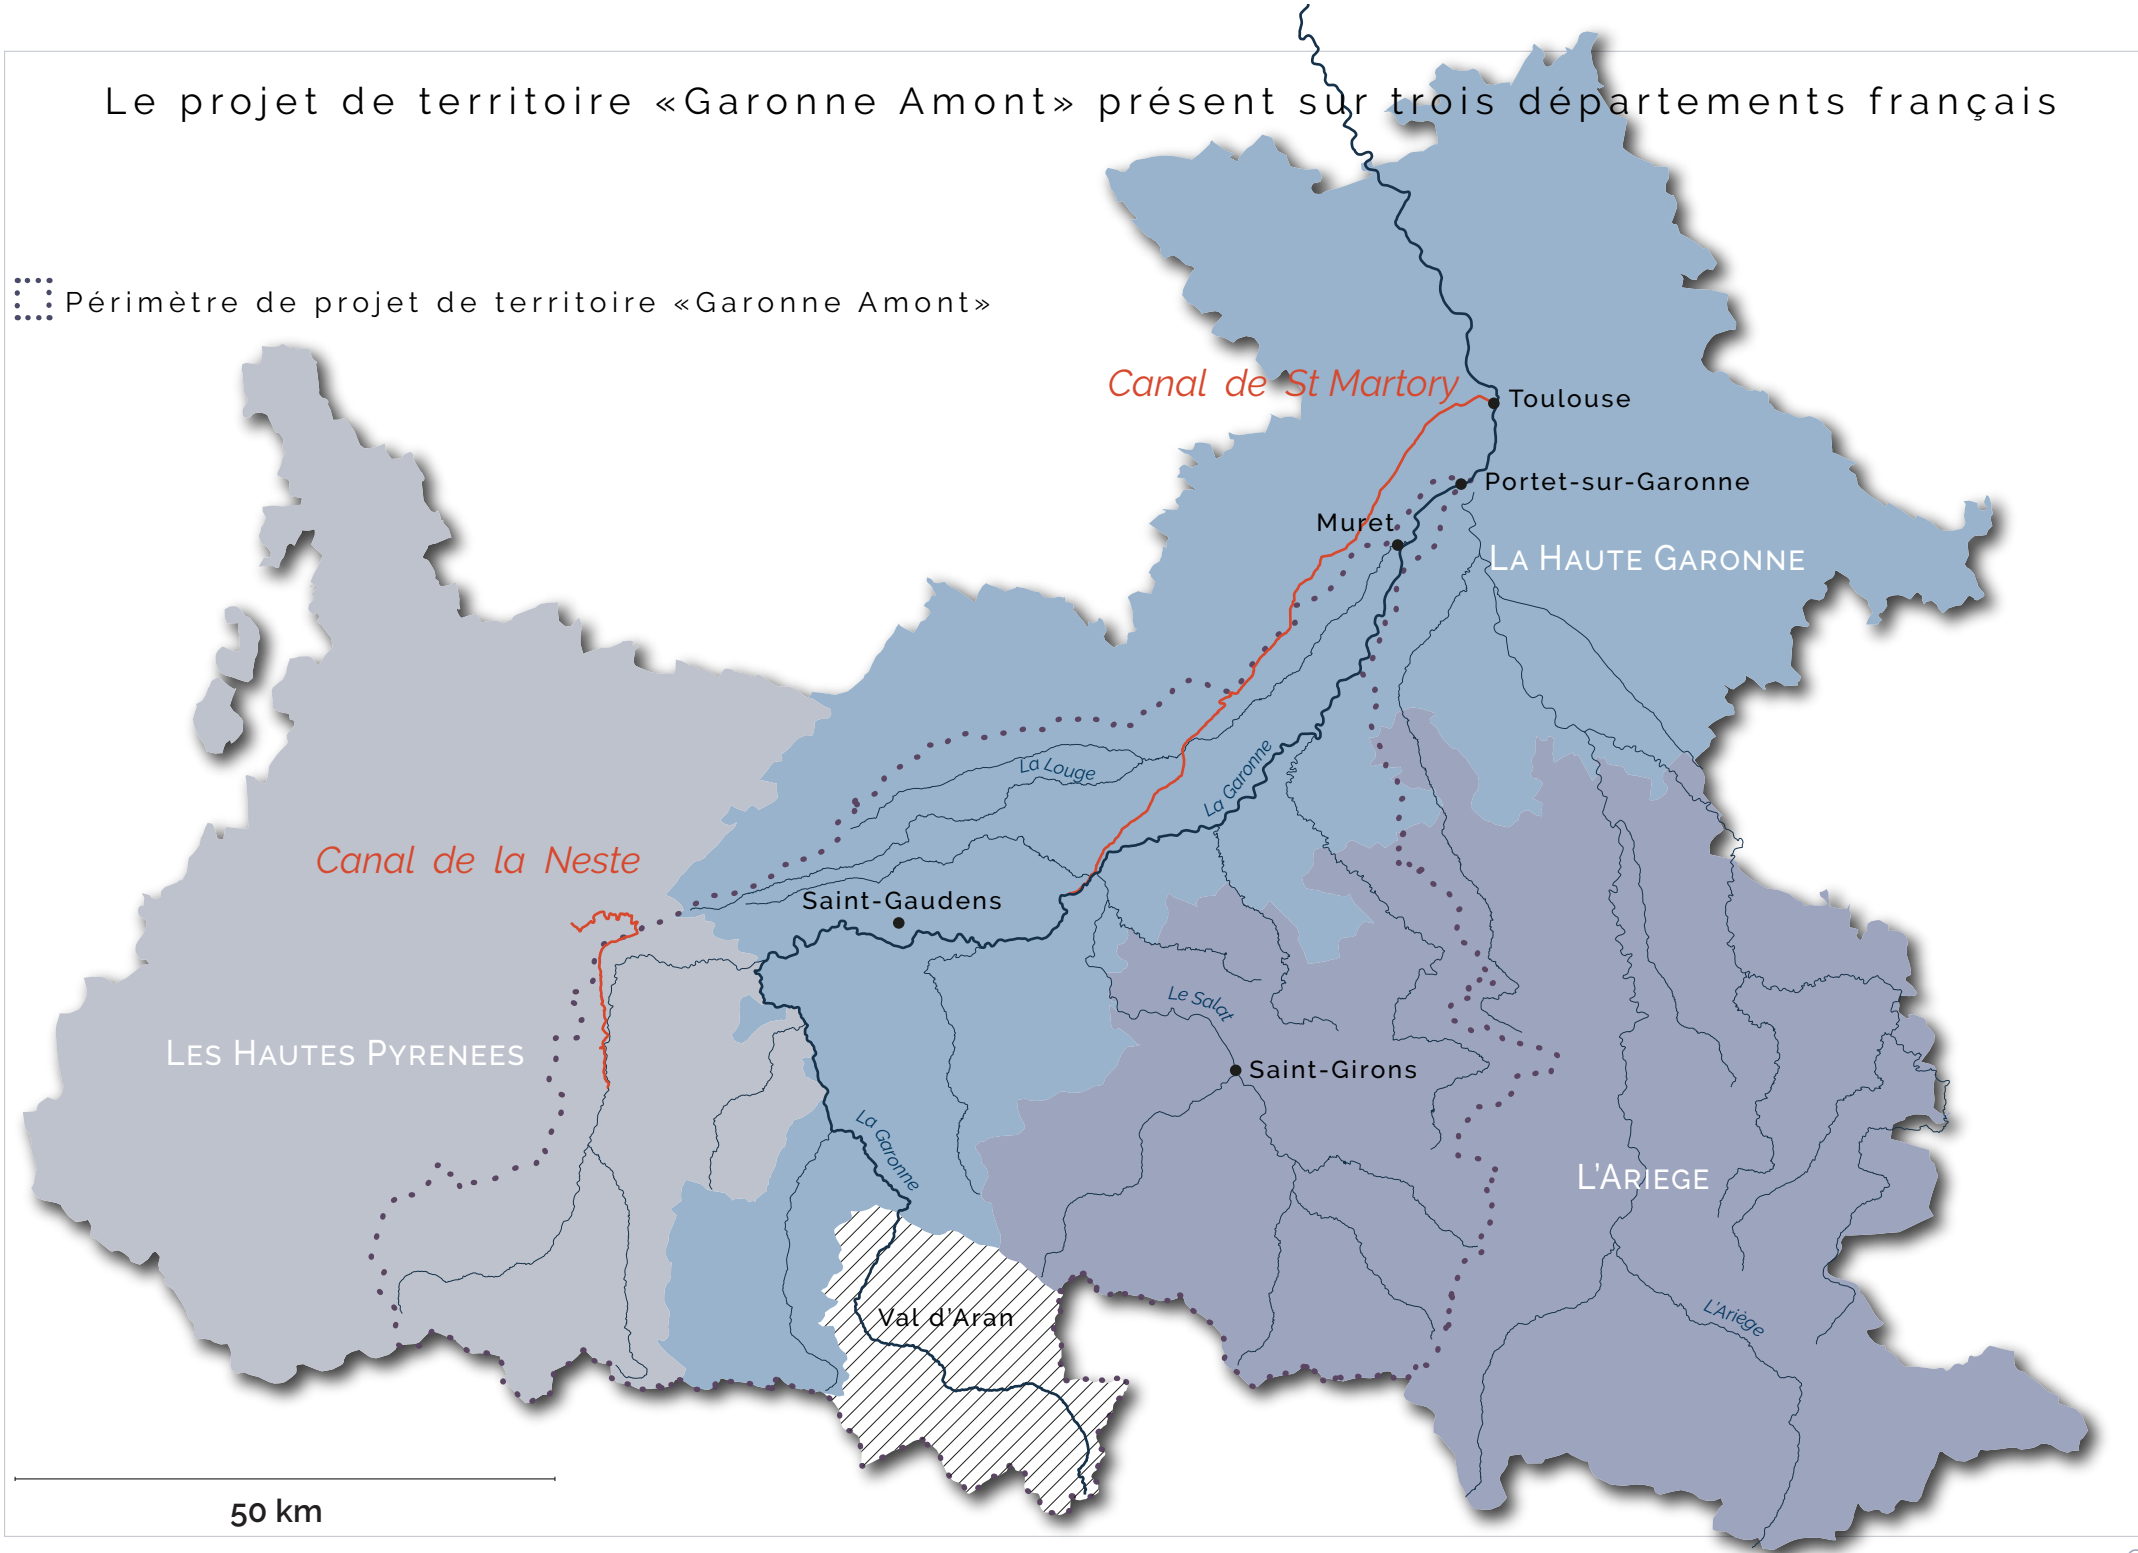 Le projet de territoire «Garonne Amont» présent sur trois départements français
Périmètre de projet de territoire «Garonne Amont»
Canal de St Martory
Toulouse
Portet-sur-Garonne
Muret
LA HAUTE GARONNE
La Louge
La Garonne
Canal de la Neste
Saint-Gaudens
Le Salat
LES HAUTES PYRENEES
Saint-Girons
La Garonne
L'ARIEGE
Val d'Aran
L'Ariège
50 km